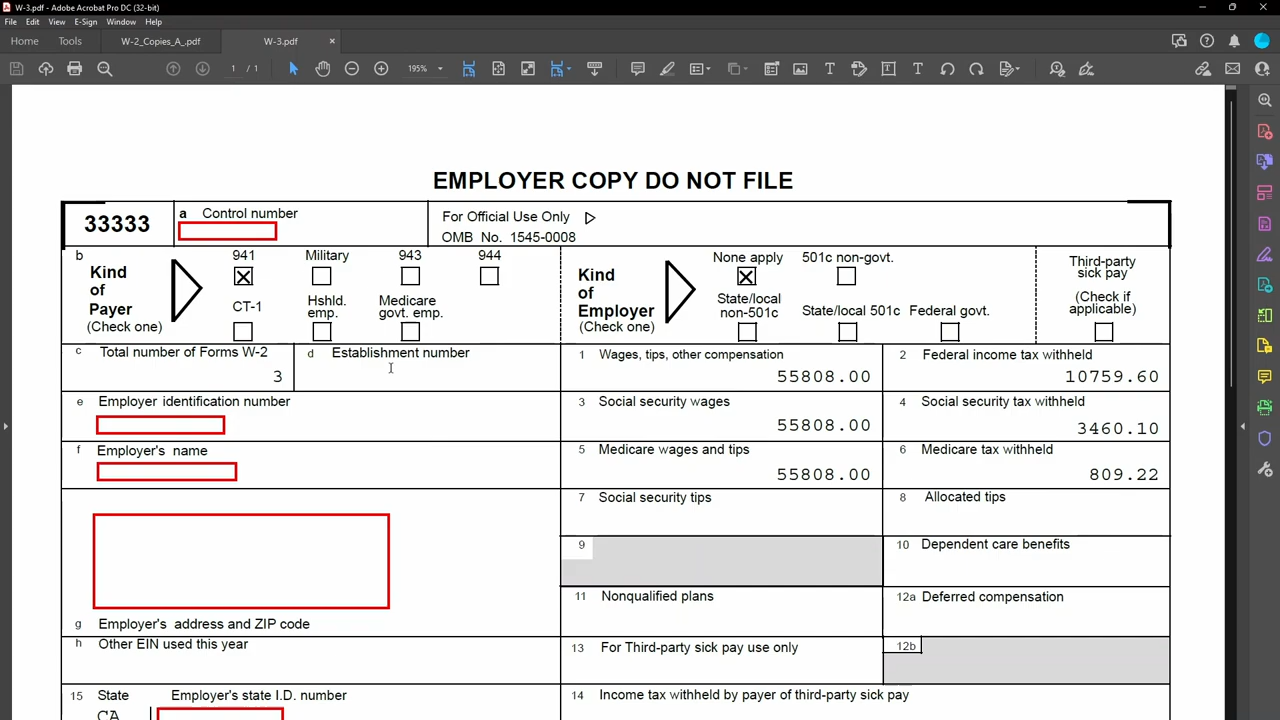 W-3.pdf - Adobe Acrobat Pro DC (32-bit)
File Edit View E-Sign Window Help
Home Tools W-2_Copies_A_.pdf W-3.pdf ×
1 / 1 195%
EMPLOYER COPY DO NOT FILE
33333 a Control number For Official Use Only
OMB No. 1545-0008
b Kind of Payer (Check one)
941 Military 943 944
CT-1 Hshld. emp. Medicare govt. emp.
Kind of Employer (Check one)
None apply 501c non-govt.
State/local non-501c State/local 501c Federal govt.
Third-party sick pay (Check if applicable)
c Total number of Forms W-2 d Establishment number
3
1 Wages, tips, other compensation 2 Federal income tax withheld
55808.00 10759.60
e Employer identification number
3 Social security wages 4 Social security tax withheld
55808.00 3460.10
f Employer's name
5 Medicare wages and tips 6 Medicare tax withheld
55808.00 809.22
7 Social security tips 8 Allocated tips
9 10 Dependent care benefits
11 Nonqualified plans 12a Deferred compensation
g Employer's address and ZIP code
h Other EIN used this year
13 For Third-party sick pay use only 12b
15 State Employer's state I.D. number
CA
14 Income tax withheld by payer of third-party sick pay